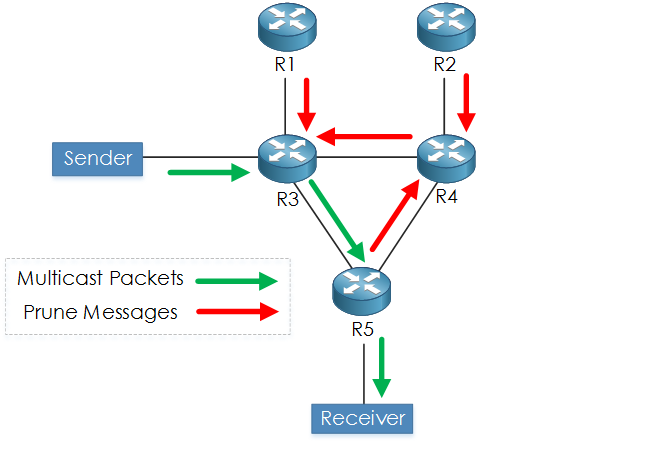 R1
R2
Sender
R3
R4
Multicast Packets
Prune Messages
R5
Receiver